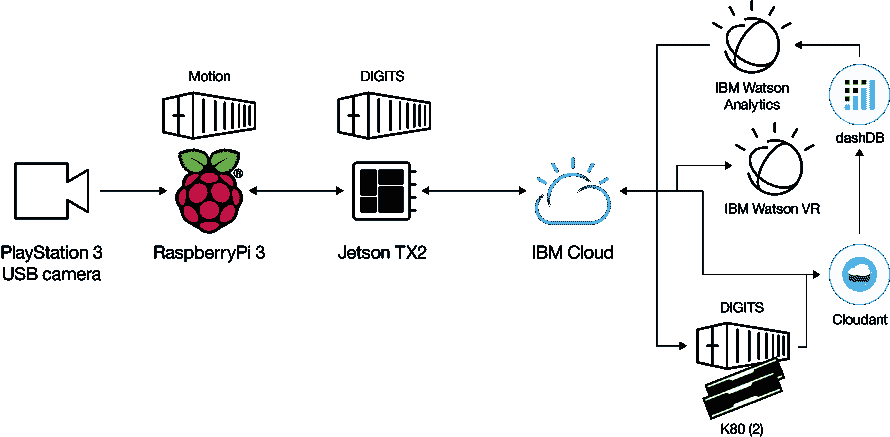 Motion
DIGITS
®
PlayStation 3
USB camera
RaspberryPi 3
Jetson TX2
IBM Cloud
IBM Watson
Analytics
dashDB
IBM Watson VR
Cloudant
DIGITS
K80 (2)